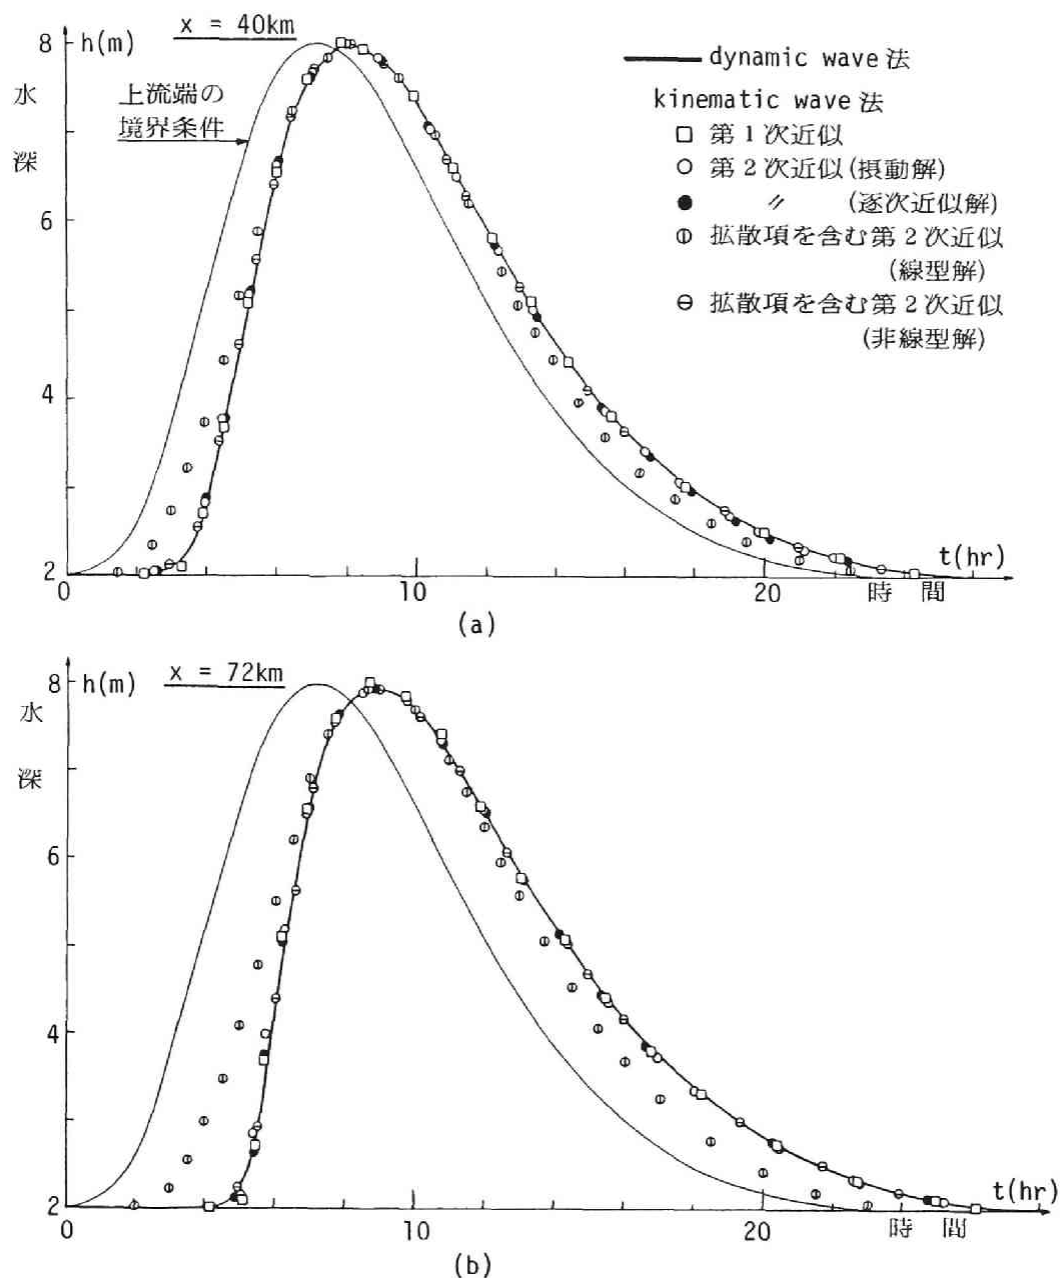 x = 40km
8
h(m)
水
深
上流端の
境界条件
6
4
2
0
10
20
t(hr)
時 間
(a)
dynamic wave 法
kinematic wave 法
□ 第1次近似
○ 第2次近似(摂動解)
● 〃 (逐次近似解)
⦶ 拡散項を含む第2次近似
(線型解)
⊖ 拡散項を含む第2次近似
(非線型解)
x = 72km
8
h(m)
水
深
6
4
2
0
10
20
t(hr)
時 間
(b)